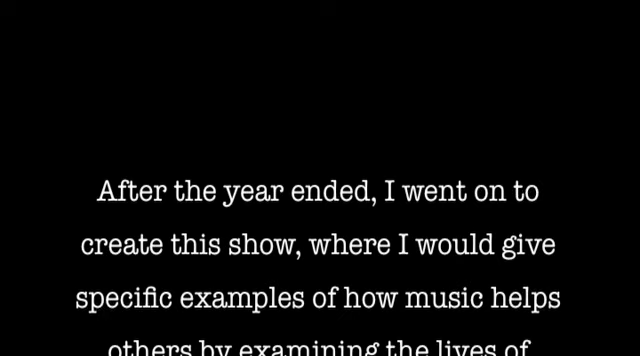 After the year ended, I went on to
create this show, where I would give
specific examples of how music helps
others by examining the lives of